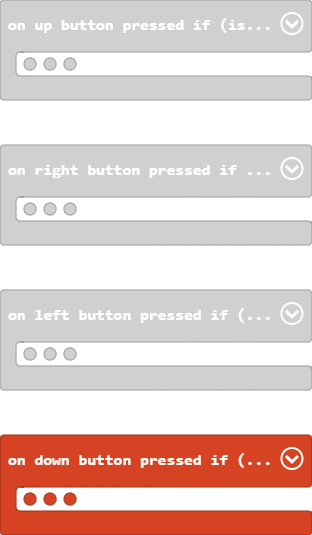 on up button pressed if (is...
on right button pressed if ...
on left button pressed if (...
on down button pressed if (...